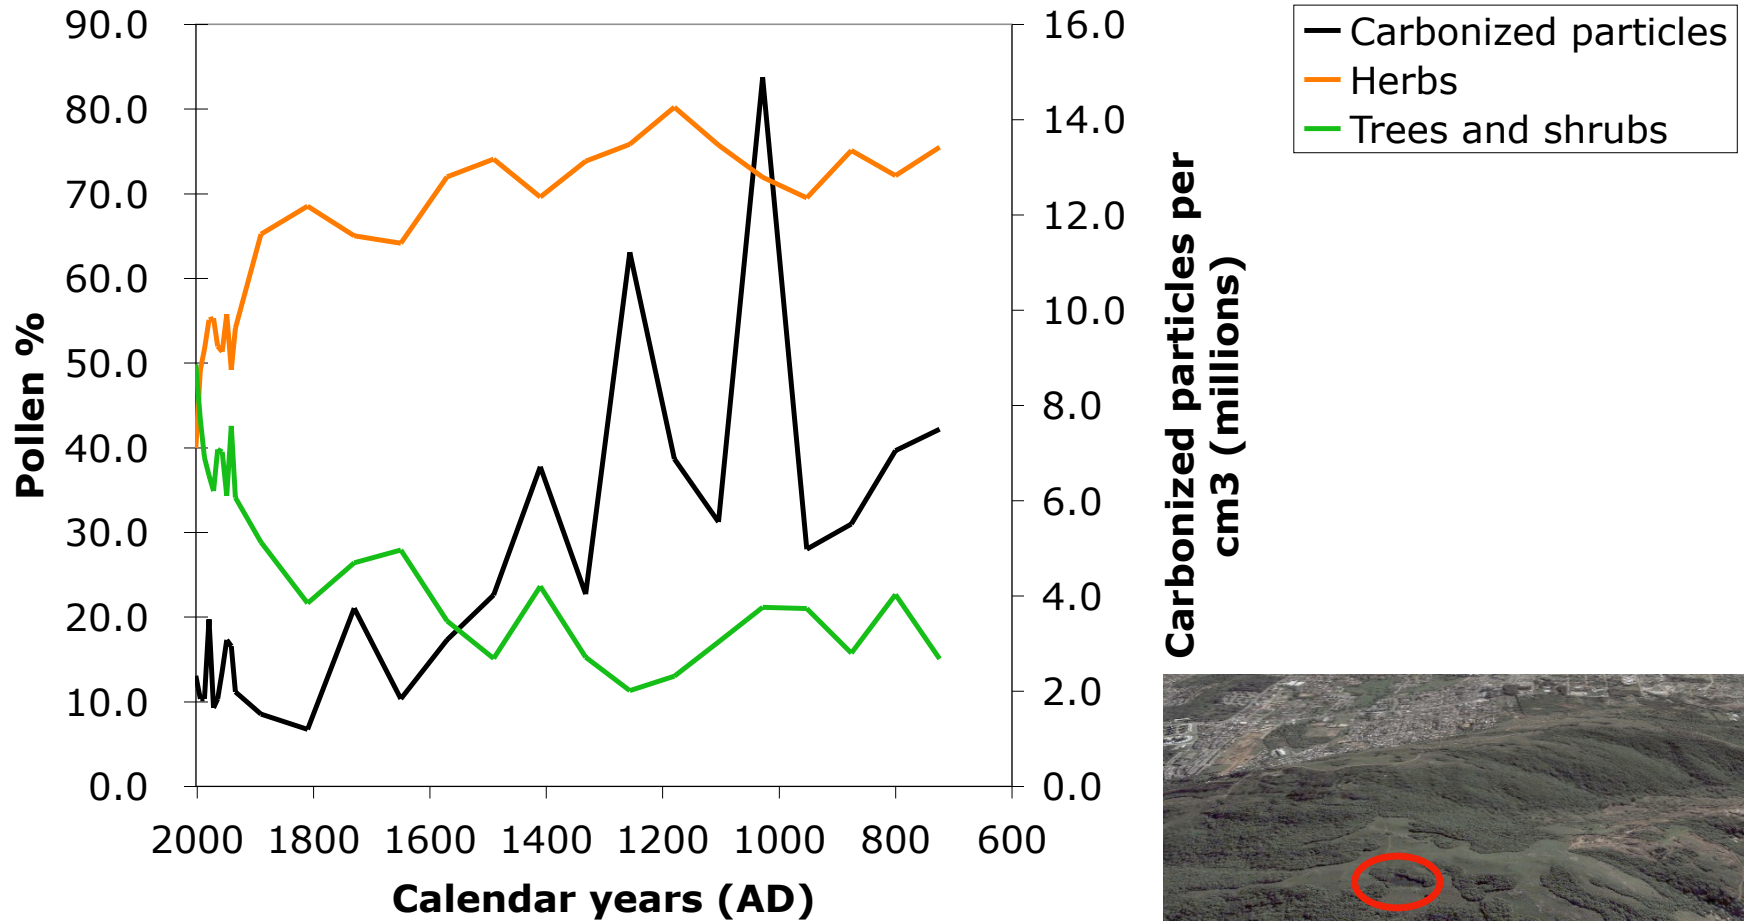 90.0
80.0
70.0
60.0
50.0
40.0
30.0
20.0
10.0
0.0
Pollen %
16.0
14.0
12.0
10.0
8.0
6.0
4.0
2.0
0.0
Carbonized particles per
cm3 (millions)
2000 1800 1600 1400 1200 1000 800 600
Calendar years (AD)
Carbonized particles
Herbs
Trees and shrubs